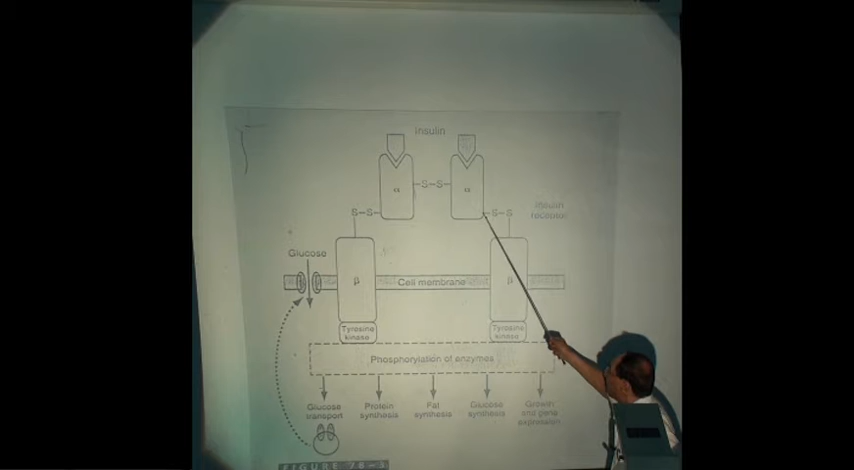 insulin
α
α
S–S
S–S
S–S
insulin
receptor
Glucose
β
Cell membrane
β
Tyrosine
kinase
Tyrosine
kinase
Phosphorylation of enzymes
Glucose
transport
Protein
synthesis
Fat
synthesis
Glucose
synthesis
Growth
and gene
expression
FIGURE 78–3